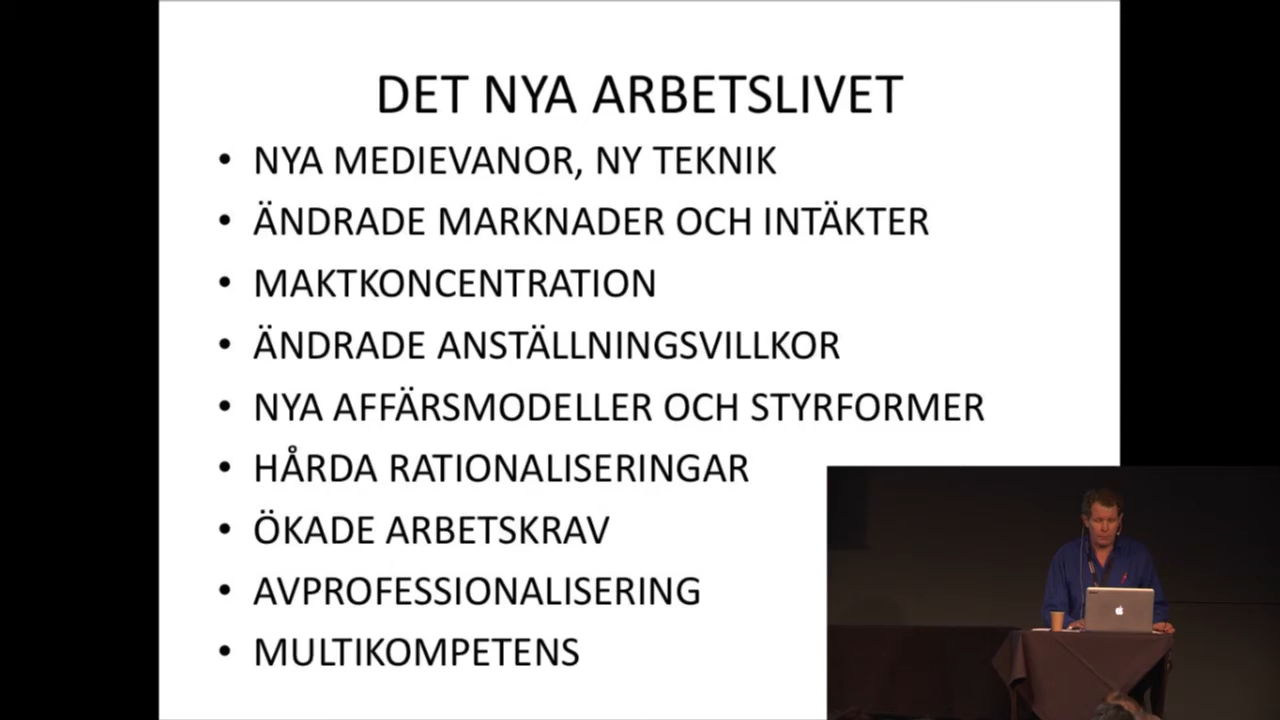 DET NYA ARBETSLIVET
• NYA MEDIEVANOR, NY TEKNIK
• ÄNDRADE MARKNADER OCH INTÄKTER
• MAKTKONCENTRATION
• ÄNDRADE ANSTÄLLNINGSVILLKOR
• NYA AFFÄRSMODELLER OCH STYRFORMER
• HÅRDA RATIONALISERINGAR
• ÖKADE ARBETSKRAV
• AVPROFESSIONALISERING
• MULTIKOMPETENS